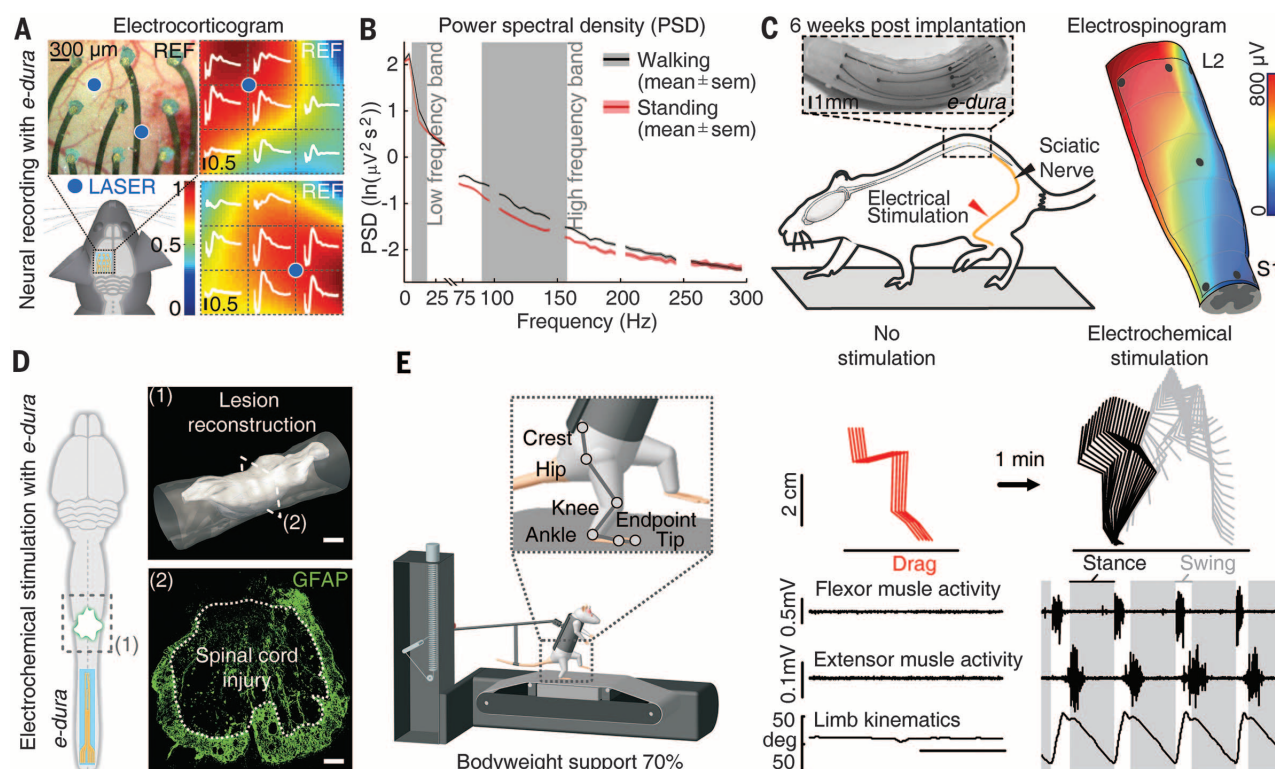 A
Neural recording with e-dura
Electrocorticogram
300 µm
REF
REF
0.5
LASER
1
0.5
0
REF
0.5
B
Power spectral density (PSD)
PSD (ln(µV² s²))
2
1
0
-1
-2
Low frequency band
High frequency band
Walking
(mean ± sem)
Standing
(mean ± sem)
0 25 75 100 150 200 250 300
Frequency (Hz)
C
6 weeks post implantation
1mm
e-dura
Sciatic
Nerve
Electrical
Stimulation
Electrospinogram
L2
S1
800 µV
0
D
Electrochemical stimulation with e-dura
e-dura
(1)
(1)
Lesion
reconstruction
(2)
(2)
GFAP
Spinal cord
injury
E
Crest
Hip
Knee
Ankle
Endpoint
Tip
Bodyweight support 70%
No
stimulation
Electrochemical
stimulation
2 cm
1 min
Drag
Stance
Swing
0.5mV
Flexor musle activity
0.1mV
Extensor musle activity
50
deg
50
Limb kinematics